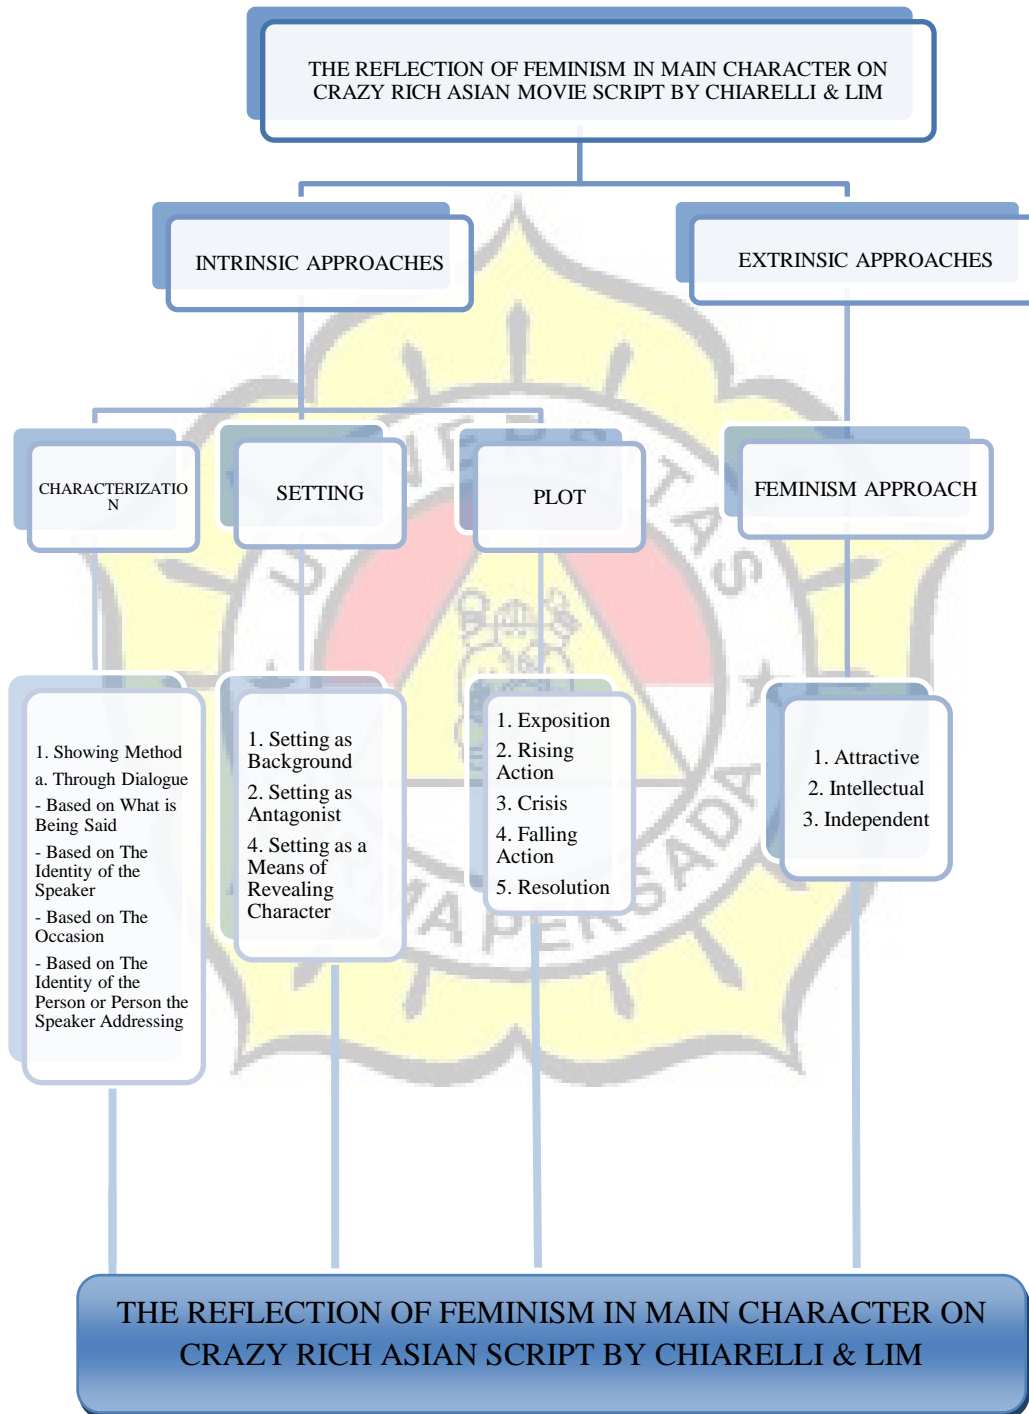 THE REFLECTION OF FEMINISM IN MAIN CHARACTER ON
CRAZY RICH ASIAN MOVIE SCRIPT BY CHIARELLI & LIM
INTRINSIC APPROACHES
EXTRINSIC APPROACHES
CHARACTERIZATIO
N
SETTING
PLOT
FEMINISM APPROACH
1. Showing Method
a. Through Dialogue
- Based on What is
Being Said
- Based on The
Identity of the
Speaker
- Based on The
Occasion
- Based on The
Identity of the
Person or Person the
Speaker Addressing
1. Setting as
Background
2. Setting as
Antagonist
4. Setting as a
Means of
Revealing
Character
1. Exposition
2. Rising
Action
3. Crisis
4. Falling
Action
5. Resolution
1. Attractive
2. Intellectual
3. Independent
THE REFLECTION OF FEMINISM IN MAIN CHARACTER ON
CRAZY RICH ASIAN SCRIPT BY CHIARELLI & LIM
UNIVERSITAS